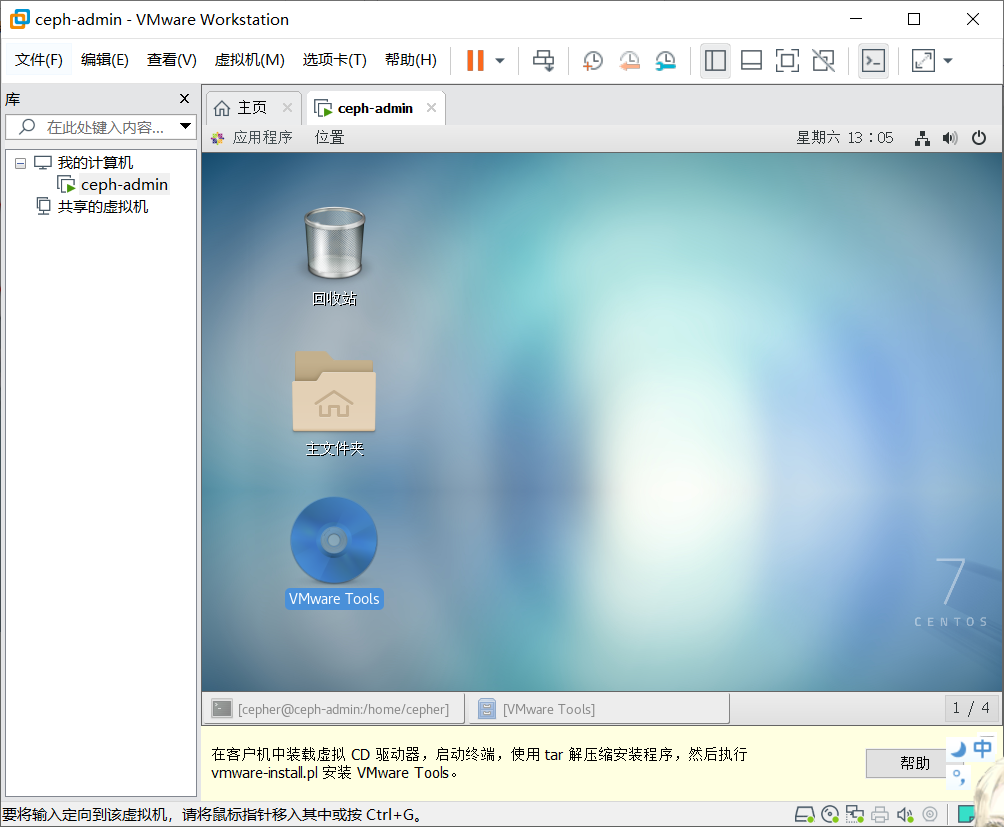 ceph-admin - VMware Workstation
文件(F) 编辑(E) 查看(V) 虚拟机(M) 选项卡(T) 帮助(H)
库
在此处键入内容...
我的计算机
ceph-admin
共享的虚拟机
主页 ceph-admin
应用程序 位置 星期六 13:05
回收站
主文件夹
VMware Tools
7
CENTOS
[cepher@ceph-admin:/home/cepher] [VMware Tools] 1 / 4
在客户机中装载虚拟 CD 驱动器，启动终端，使用 tar 解压缩安装程序，然后执行
vmware-install.pl 安装 VMware Tools。
帮助
中
要将输入定向到该虚拟机，请将鼠标指针移入其中或按 Ctrl+G。